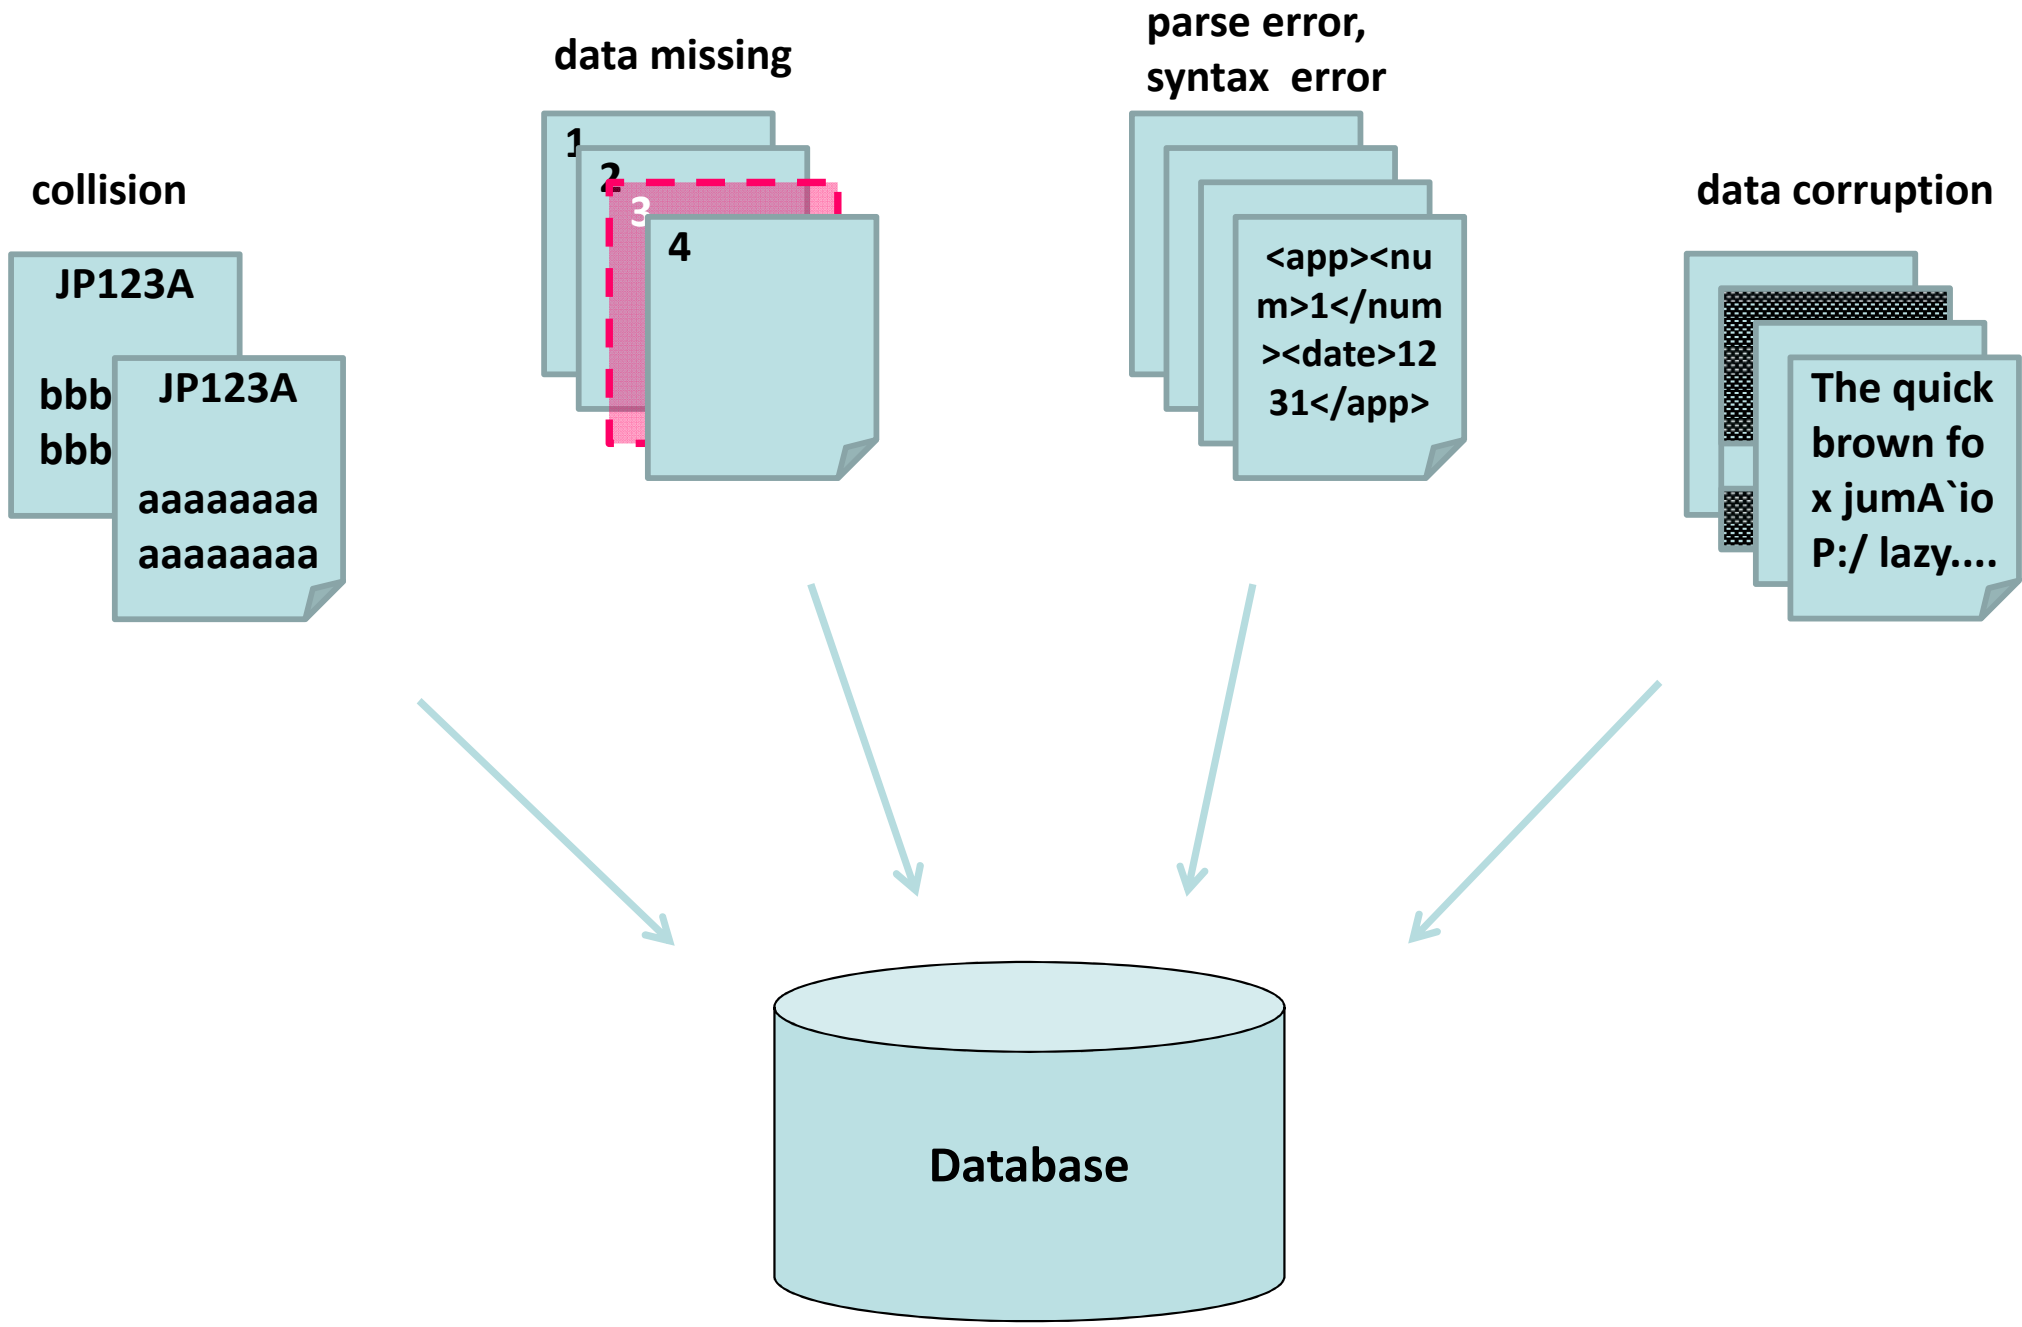 collision
JP123A
bbb
bbb
JP123A
aaaaaaaa
aaaaaaaa
data missing
1
2
3
4
parse error,
syntax  error
<app><nu
m>1</num
><date>12
31</app>
data corruption
The quick
brown fo
x jumA`io
P:/ lazy....
Database